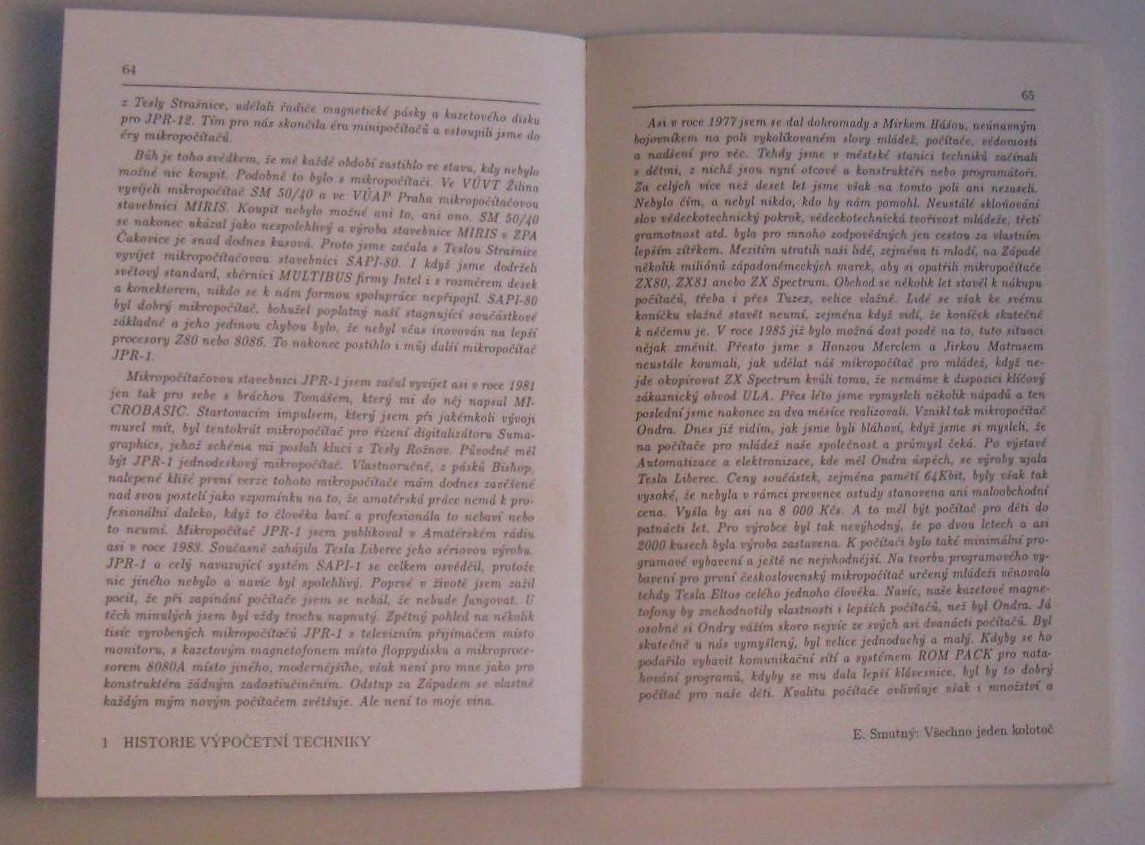 64
z Tesly Strašnice, udělali řadiče magnetické pásky a kazetového disku
pro JPR-12. Tím pro nás skončila éra minipočítačů a vstoupili jsme do
éry mikropočítačů.
Bůh je toho svědkem, že mě každé období zastihlo ve stavu, kdy nebylo
možné nic koupit. Podobné to bylo s mikropočítači. Ve VÚVT Žilina
vyvíjeli mikropočítač SM 50/40 a ve VÚAP Praha mikropočítačovou
stavebnici MIRIS. Koupit nebylo možné ani to, ani ono. SM 50/40
se nakonec ukázal jako nespolehlivý a výroba stavebnice MIRIS v ZPA
Čakovice je snad dodnes kusová. Proto jsme začala s Teslou Strašnice
vyvíjet mikropočítačovou stavebnici SAPI-80. I když jsme dodrželi
světový standard, sběrnici MULTIBUS firmy Intel i s rozměrem desek
a konektorem, nikdo se k nám formou spolupráce nepřipojil. SAPI-80
byl dobrý mikropočítač, bohužel poplatný naší stagnující součástkové
základně a jeho jedinou chybou bylo, že nebyl včas inovován na lepší
procesory Z80 nebo 8086. To nakonec postihlo i můj další mikropočítač
JPR-1.
Mikropočítačovou stavebnici JPR-1 jsem začal vyvíjet asi v roce 1981
jen tak pro sebe s bráchou Tomášem, který mi do něj napsal MI-
CROBASIC. Startovacím impulsem, který jsem při jakémkoli vývoji
musel mít, byl tentokrát mikropočítač pro řízení digitalizátoru Suma-
graphics, jehož schéma mi poslali kluci z Tesly Rožnov. Původně měl
být JPR-1 jednodeskový mikropočítač. Vlastnoručně, z pásků Bishop,
nalepené klišé první verze tohoto mikropočítače mám dodnes zavěšené
nad svou postelí jako vzpomínku na to, že amatérská práce nemá k pro-
fesionální daleko, když to člověka baví a profesionála to nebaví nebo
to neumí. Mikropočítač JPR-1 jsem publikoval v Amatérském rádiu
asi v roce 1983. Současně zahájila Tesla Liberec jeho sériovou výrobu.
JPR-1 a celý navazující systém SAPI-1 se celkem osvědčil, protože
nic jiného nebylo a navíc byl spolehlivý. Poprvé v životě jsem zažil
pocit, že při zapínání počítače jsem se nebál, že nebude fungovat. U
těch minulých jsem byl vždy trochu napnutý. Zpětný pohled na několik
tisíc vyrobených mikropočítačů JPR-1 s televizním přijímačem místo
monitoru, s kazetovým magnetofonem místo floppydisku a mikroproce-
sorem 8080A místo jiného, modernějšího, však není pro mne jako pro
konstruktéra žádným zadostiučiněním. Odstup za Západem se vlastně
každým mým novým počítačem zvětšuje. Ale není to moje vina.
1 HISTORIE VÝPOČETNÍ TECHNIKY
65
Asi v roce 1977 jsem se dal dohromady s Mirkem Hášou, neúnavným
bojovníkem na poli vykolíkovaném slovy mládež, počítače, vědomosti
a nadšení pro věc. Tehdy jsme v městské stanici techniků začínali
s dětmi, z nichž jsou nyní otcové a konstruktéři nebo programátoři.
Za celých více než deset let jsme však na tomto poli ani nezaseli.
Nebylo čím, a nebyl nikdo, kdo by nám pomohl. Neustálé skloňování
slov vědeckotechnický pokrok, vědeckotechnická tvořivost mládeže, třetí
gramotnost atd. byla pro mnoho zodpovědných jen cestou za vlastním
lepším zítřkem. Mezitím utratili naši lidé, zejména ti mladí, na Západě
několik miliónů západoněmeckých marek, aby si opatřili mikropočítače
ZX80, ZX81 anebo ZX Spectrum. Obchod se několik let stavěl k nákupu
počítačů, třeba i přes Tuzex, velice vlažně. Lidé se však ke svému
koníčku vlažně stavět neumí, zejména když vidí, že koníček skutečně
k něčemu je. V roce 1985 již bylo možná dost pozdě na to, tuto situaci
nějak změnit. Přesto jsme s Honzou Merclem a Jirkou Matrasem
neustále koumali, jak udělat náš mikropočítač pro mládež, když ne-
jde okopírovat ZX Spectrum kvůli tomu, že nemáme k dispozici klíčový
zákaznický obvod ULA. Přes léto jsme vymysleli několik nápadů a ten
poslední jsme nakonec za dva měsíce realizovali. Vznikl tak mikropočítač
Ondra. Dnes již vidím, jak jsme byli bláhoví, když jsme si mysleli, že
na počítače pro mládež naše společnost a průmysl čeká. Po výstavě
Automatizace a elektronizace, kde měl Ondra úspěch, se výroby ujala
Tesla Liberec. Ceny součástek, zejména pamětí 64Kbit, byly však tak
vysoké, že nebyla v rámci prevence ostudy stanovena ani maloobchodní
cena. Vyšla by asi na 8 000 Kčs. A to měl být počítač pro děti do
patnácti let. Pro výrobce byl tak nevýhodný, že po dvou letech a asi
2000 kusech byla výroba zastavena. K počítači bylo také minimální pro-
gramové vybavení a ještě ne nejvhodnější. Na tvorbu programového vy-
bavení pro první československý mikropočítač určený mládeži věnovala
tehdy Tesla Eltos celého jednoho člověka. Navíc, naše kazetové magne-
tofony by znehodnotily vlastnosti i lepších počítačů, než byl Ondra. Já
osobně si Ondry vážím skoro nejvíc ze svých asi dvanácti počítačů. Byl
skutečně u nás vymyšlený, byl velice jednoduchý a malý. Kdyby se ho
podařilo vybavit komunikační sítí a systémem ROM PACK pro nata-
hování programů, kdyby se mu dala lepší klávesnice, byl by to dobrý
počítač pro naše děti. Kvalitu počítače ovlivňuje však i množství a
E. Smutný: Všechno jeden kolotoč